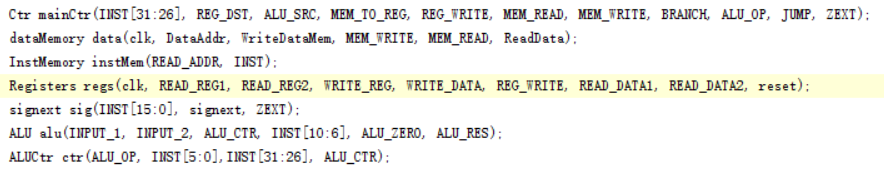 Ctr mainCtr(INST[31:26], REG_DST, ALU_SRC, MEM_TO_REG, REG_WRITE, MEM_READ, MEM_WRITE, BRANCH, ALU_OP, JUMP, ZEXT);
dataMemory data(clk, DataAddr, WriteDataMem, MEM_WRITE, MEM_READ, ReadData);
InstMemory instMem(READ_ADDR, INST);
Registers regs(clk, READ_REG1, READ_REG2, WRITE_REG, WRITE_DATA, REG_WRITE, READ_DATA1, READ_DATA2, reset);
signext sig(INST[15:0], signext, ZEXT);
ALU alu(INPUT_1, INPUT_2, ALU_CTR, INST[10:6], ALU_ZERO, ALU_RES);
ALUCtr ctr(ALU_OP, INST[5:0],INST[31:26], ALU_CTR);